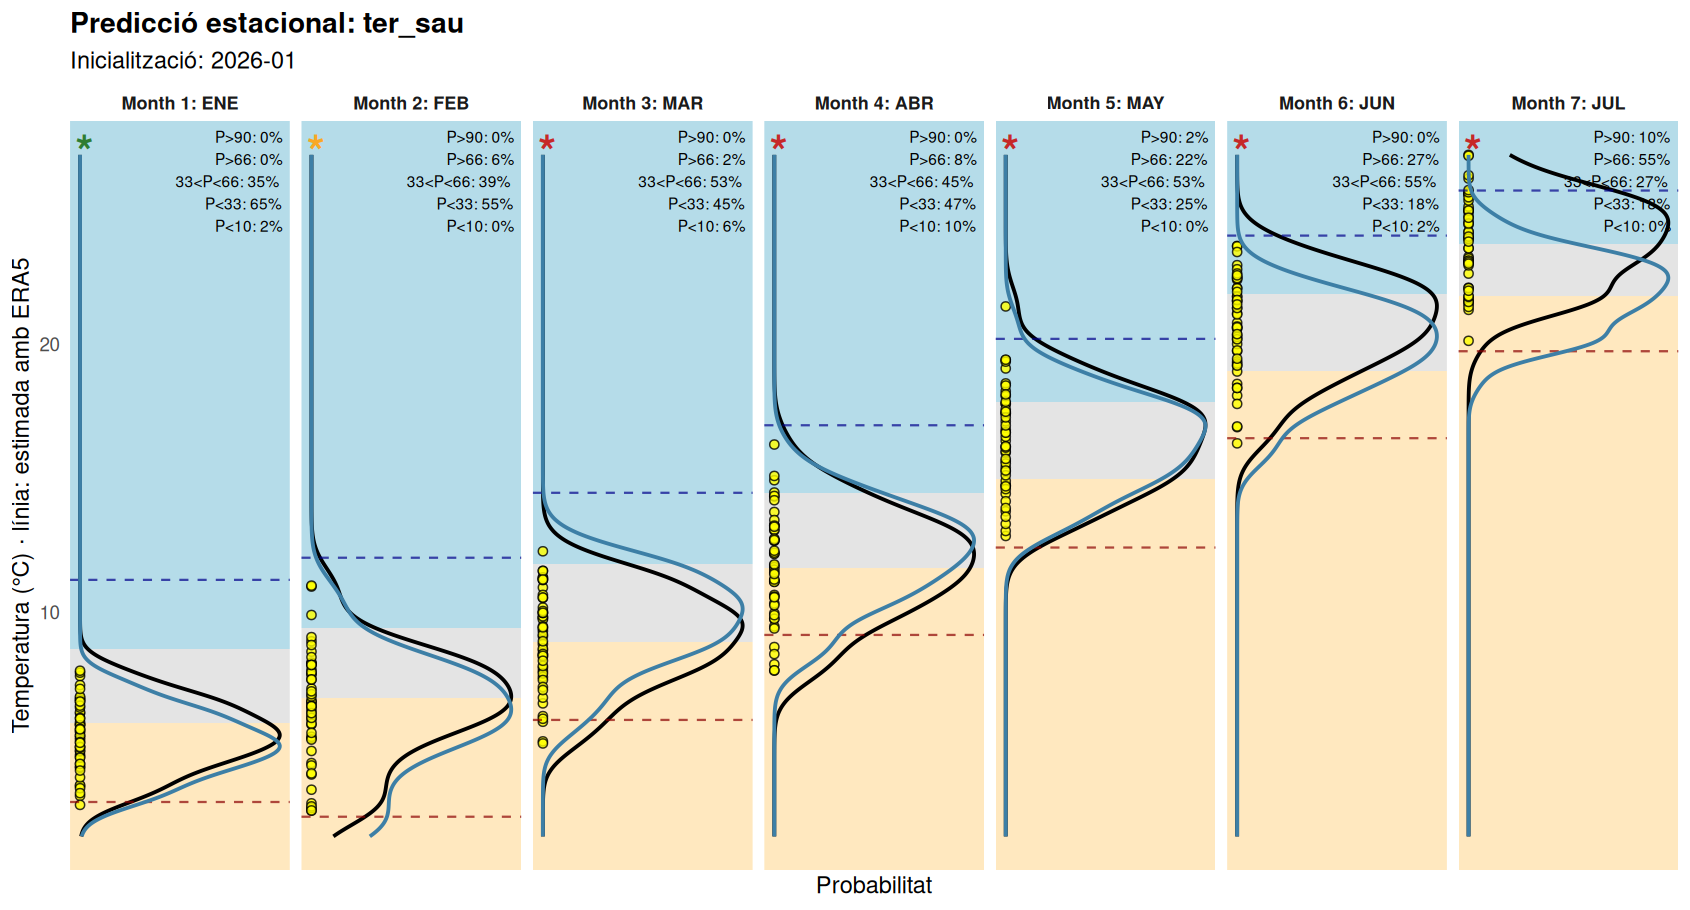 Predicció estacional: ter_sau
Inicialització: 2026-01
Month 1: ENE
Month 2: FEB
Month 3: MAR
Month 4: ABR
Month 5: MAY
Month 6: JUN
Month 7: JUL
*
P>90: 0%
P>66: 0%
33<P<66: 35%
P<33: 65%
P<10: 2%
*
P>90: 0%
P>66: 6%
33<P<66: 39%
P<33: 55%
P<10: 0%
*
P>90: 0%
P>66: 2%
33<P<66: 53%
P<33: 45%
P<10: 6%
*
P>90: 0%
P>66: 8%
33<P<66: 45%
P<33: 47%
P<10: 10%
*
P>90: 2%
P>66: 22%
33<P<66: 53%
P<33: 25%
P<10: 0%
*
P>90: 0%
P>66: 27%
33<P<66: 55%
P<33: 18%
P<10: 2%
*
P>90: 10%
P>66: 55%
33<P<66: 27%
P<33: 18%
P<10: 0%
Temperatura (°C) · línia: estimada amb ERA5
20
10
Probabilitat